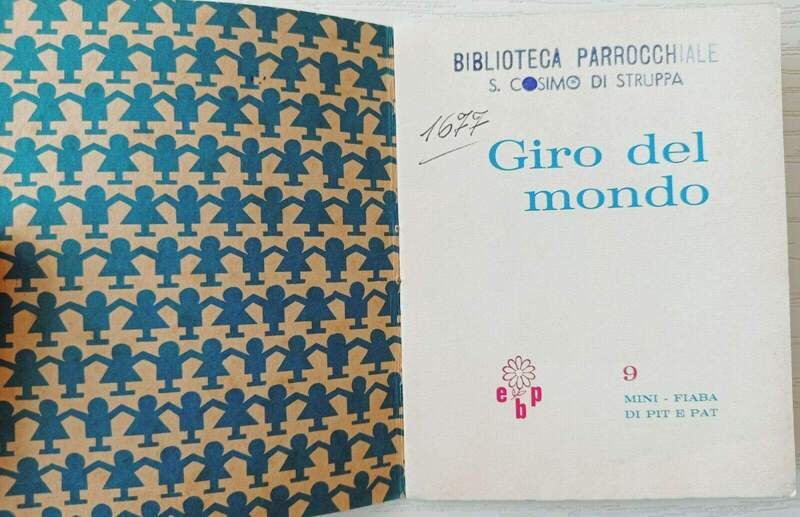 BIBLIOTECA PARROCCHIALE
S. COSIMO DI STRUPPA
1677
Giro del
mondo
9
ebp
MINI - FIABA
DI PIT E PAT